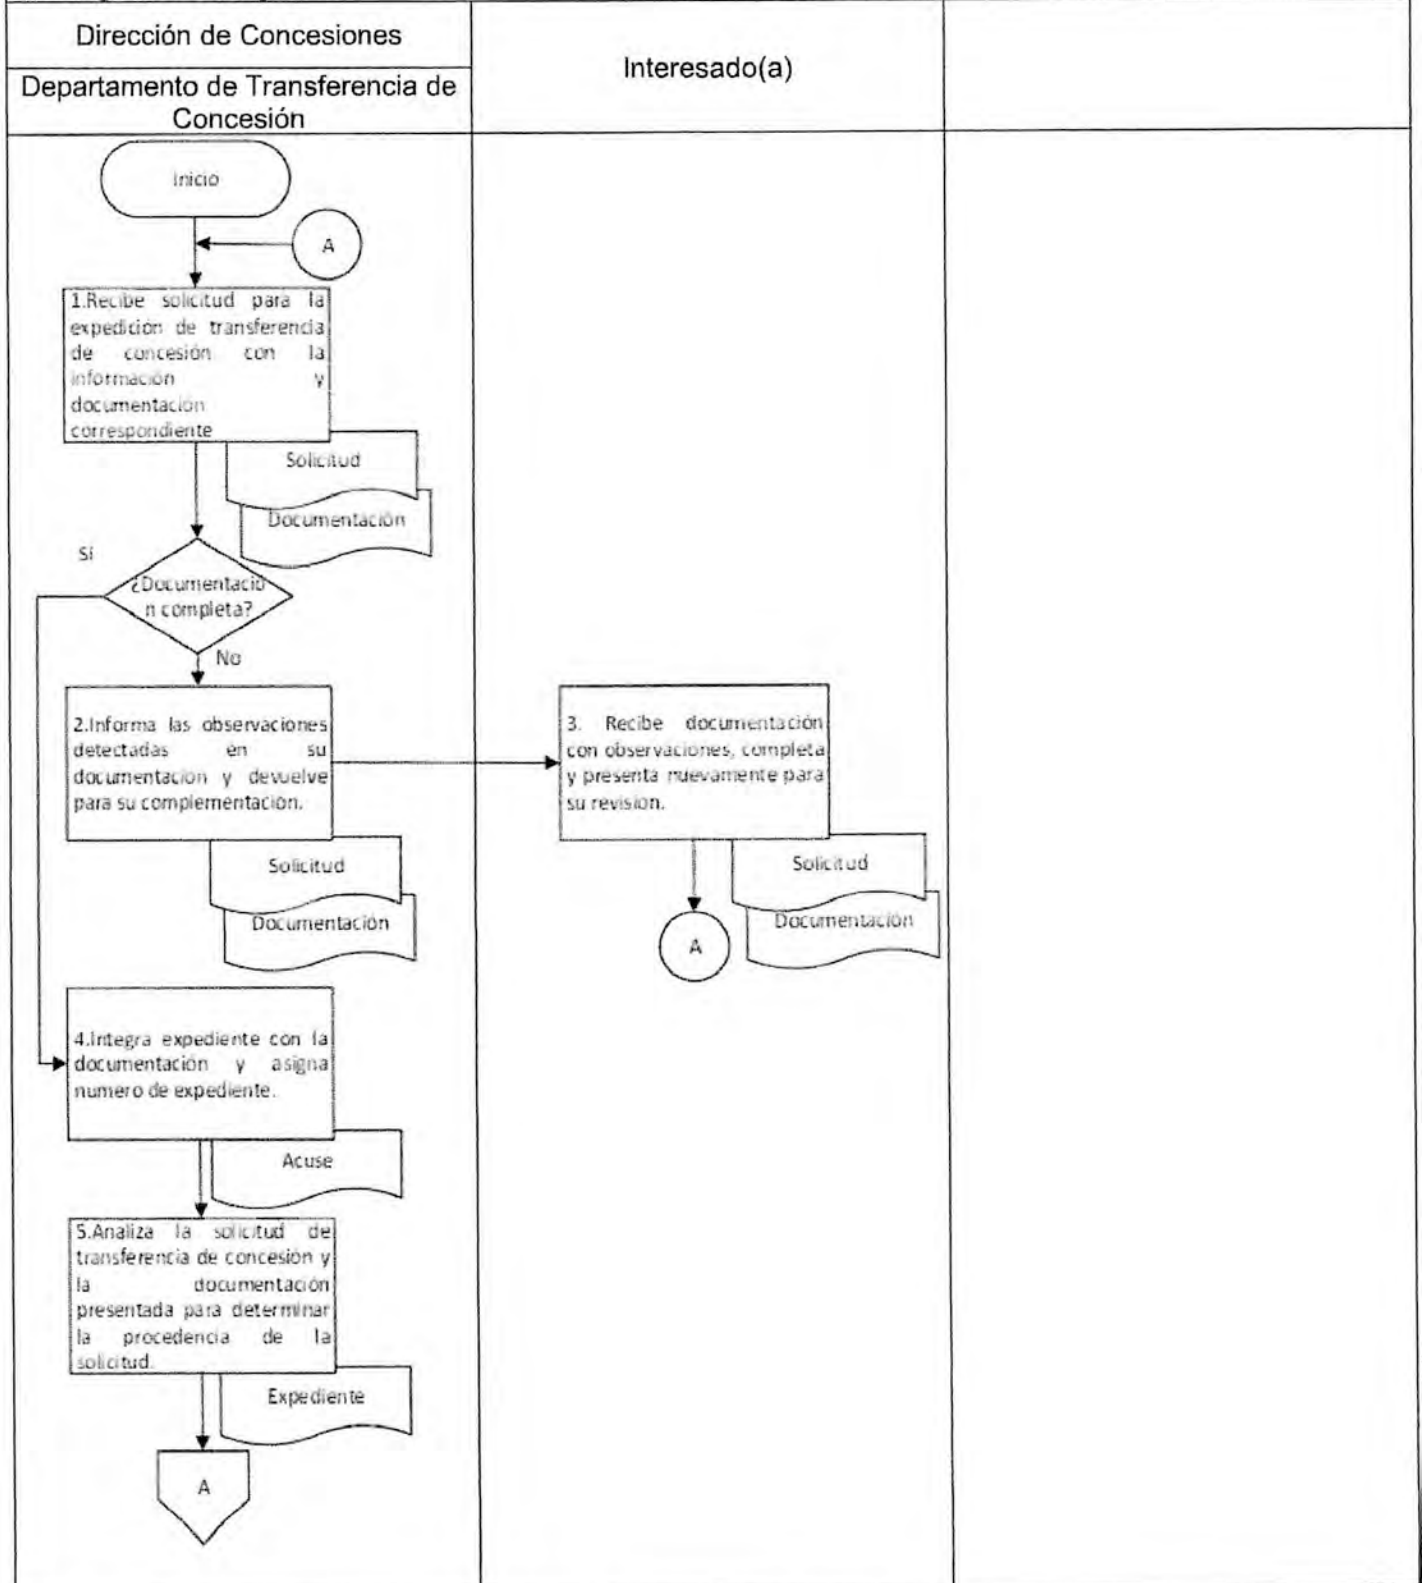 Dirección de Concesiones
Departamento de Transferencia de
Concesión
Interesado(a)
Inicio
A
1.Recibe solicitud para la
expedición de transferencia
de concesión con la
información y
documentación
correspondiente
Solicitud
Documentación
Sí
¿Documentació
n completa?
No
2.Informa las observaciones
detectadas en su
documentación y devuelve
para su complementación.
Solicitud
Documentación
3. Recibe documentación
con observaciones, completa
y presenta nuevamente para
su revisión.
Solicitud
Documentación
A
4.Integra expediente con la
documentación y asigna
numero de expediente.
Acuse
5.Analiza la solicitud de
transferencia de concesión y
la documentación
presentada para determinar
la procedencia de la
solicitud.
Expediente
A